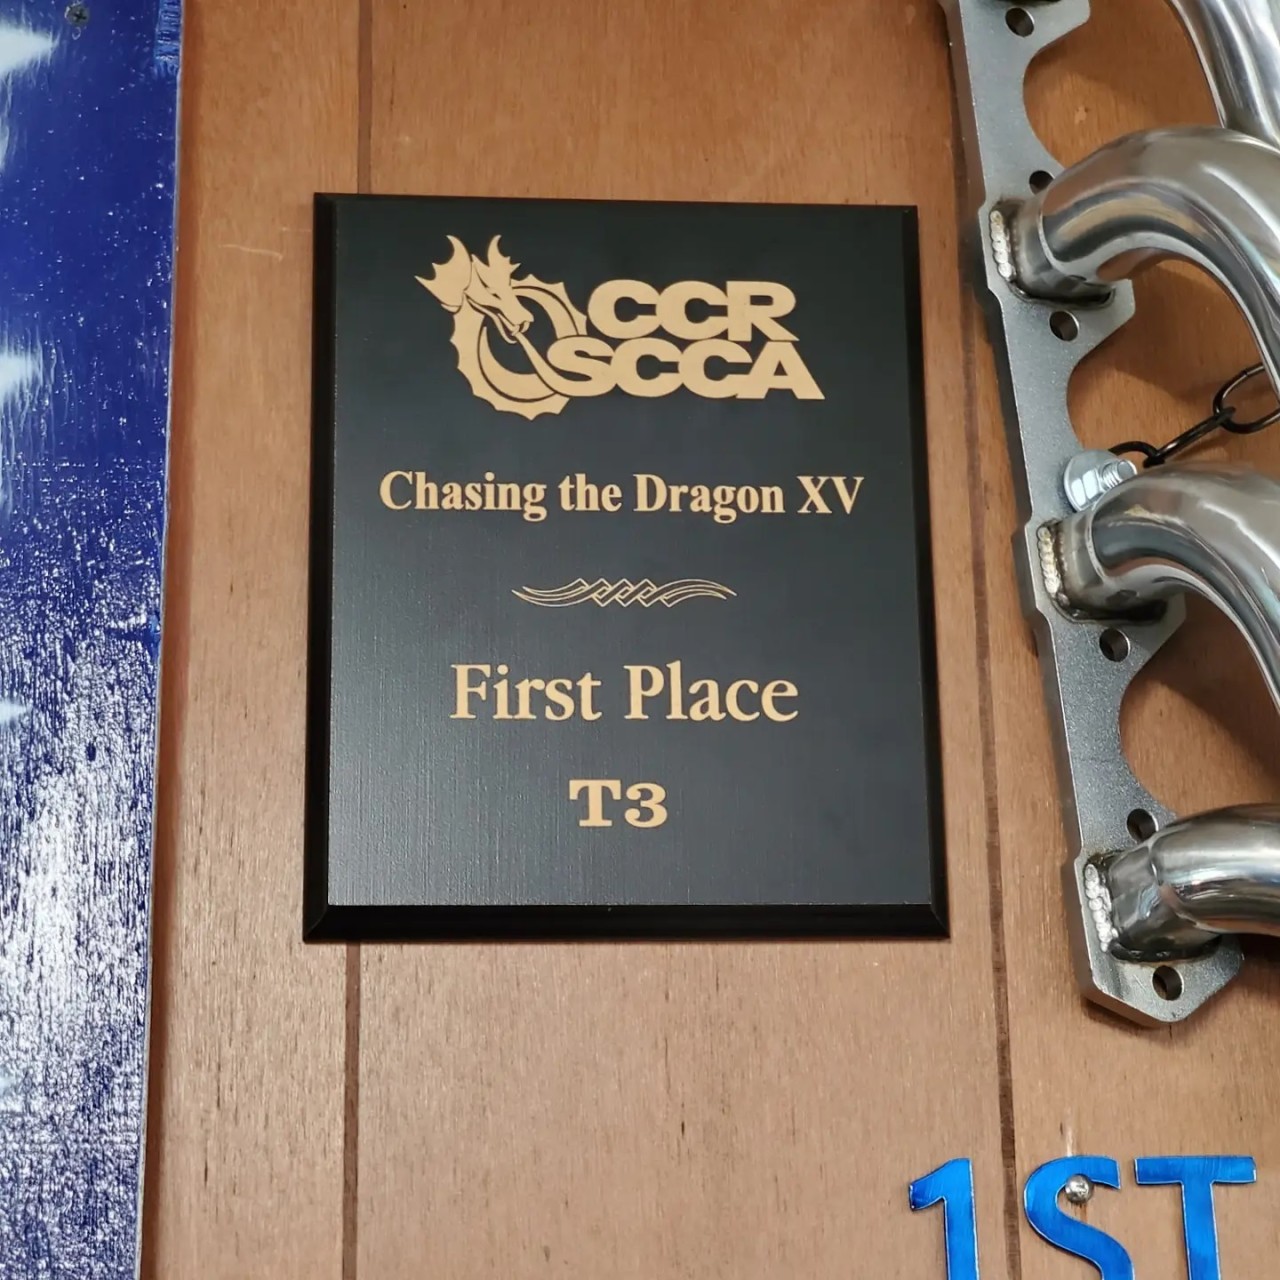 CCR
SCCA
Chasing the Dragon XV
First Place
T3
1ST